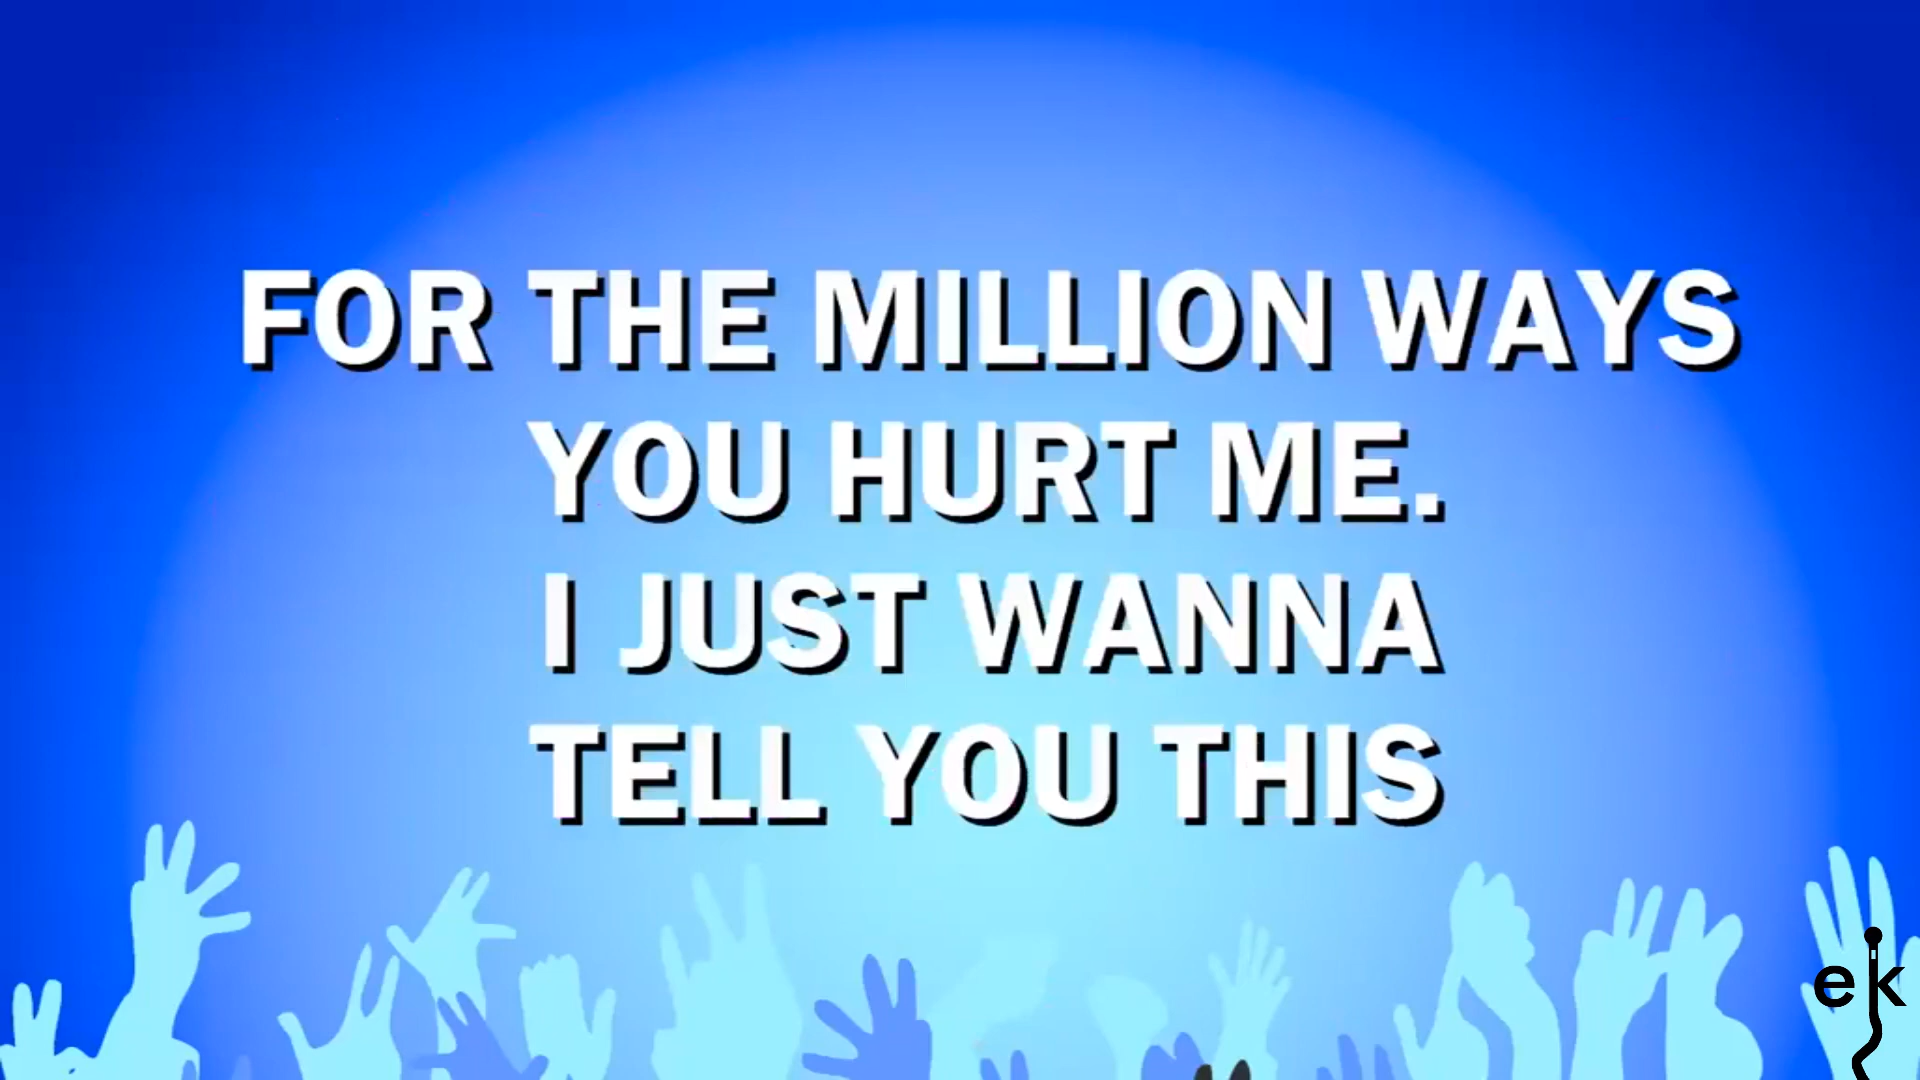 FOR THE MILLION WAYS
YOU HURT ME.
I JUST WANNA
TELL YOU THIS
ek